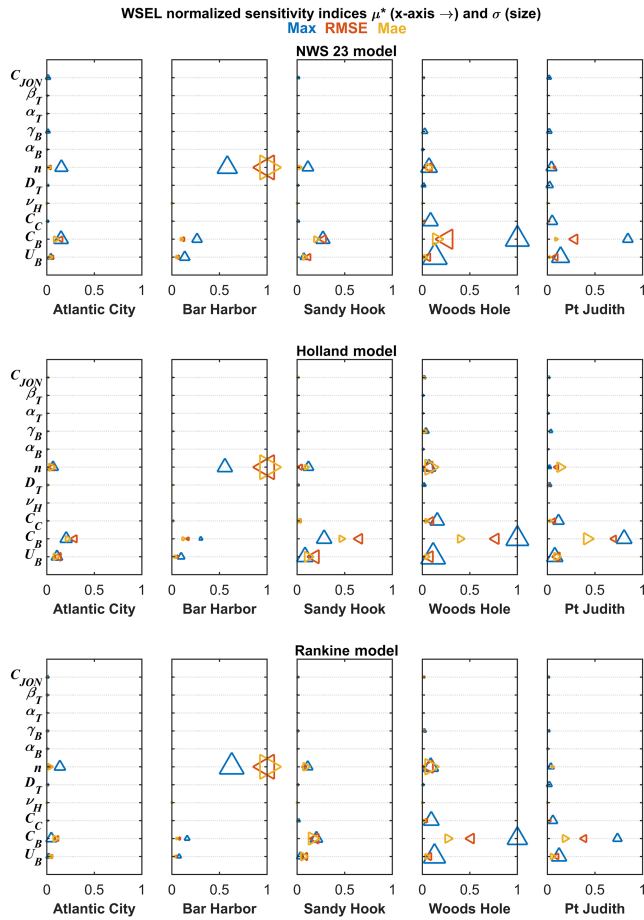 WSEL normalized sensitivity indices μ* (x-axis →) and σ (size)
Max RMSE Mae
NWS 23 model
C_JON
β_T
α_T
γ_B
α_B
n
D_T
ν_H
C_C
C_B
U_B
0 0.5 1 0 0.5 1 0 0.5 1 0 0.5 1 0 0.5 1
Atlantic City Bar Harbor Sandy Hook Woods Hole Pt Judith
Holland model
C_JON
β_T
α_T
γ_B
α_B
n
D_T
ν_H
C_C
C_B
U_B
0 0.5 1 0 0.5 1 0 0.5 1 0 0.5 1 0 0.5 1
Atlantic City Bar Harbor Sandy Hook Woods Hole Pt Judith
Rankine model
C_JON
β_T
α_T
γ_B
α_B
n
D_T
ν_H
C_C
C_B
U_B
0 0.5 1 0 0.5 1 0 0.5 1 0 0.5 1 0 0.5 1
Atlantic City Bar Harbor Sandy Hook Woods Hole Pt Judith